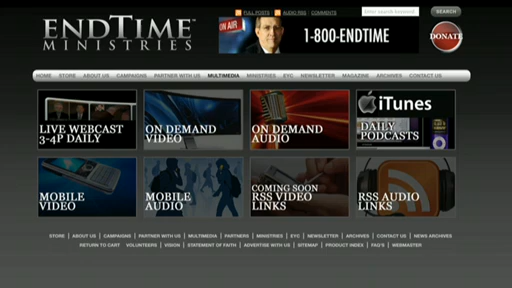 ENDTIME™
MINISTRIES
FULL POSTS AUDIO RSS | COMMENTS
Enter Search Keyword
SEARCH
ON AIR
1-800-ENDTIME
DONATE
HOME STORE ABOUT US CAMPAIGNS PARTNER WITH US MULTIMEDIA MINISTRIES EYC NEWSLETTER MAGAZINE ARCHIVES CONTACT US
LIVE WEBCAST
3-4P DAILY
ON DEMAND
VIDEO
ON DEMAND
AUDIO
iTunes
DAILY
PODCASTS
MOBILE
VIDEO
MOBILE
AUDIO
COMING SOON
RSS VIDEO
LINKS
RSS AUDIO
LINKS
STORE | ABOUT US | CAMPAIGNS | PARTNER WITH US | MULTIMEDIA | PARTNERS | MINISTRIES | EYC | NEWSLETTER | ARCHIVES | CONTACT US | NEWS ARCHIVES
RETURN TO CART VOLUNTEERS | VISION | STATEMENT OF FAITH | ADVERTISE WITH US | SITEMAP | PRODUCT INDEX | FAQ'S | WEBMASTER